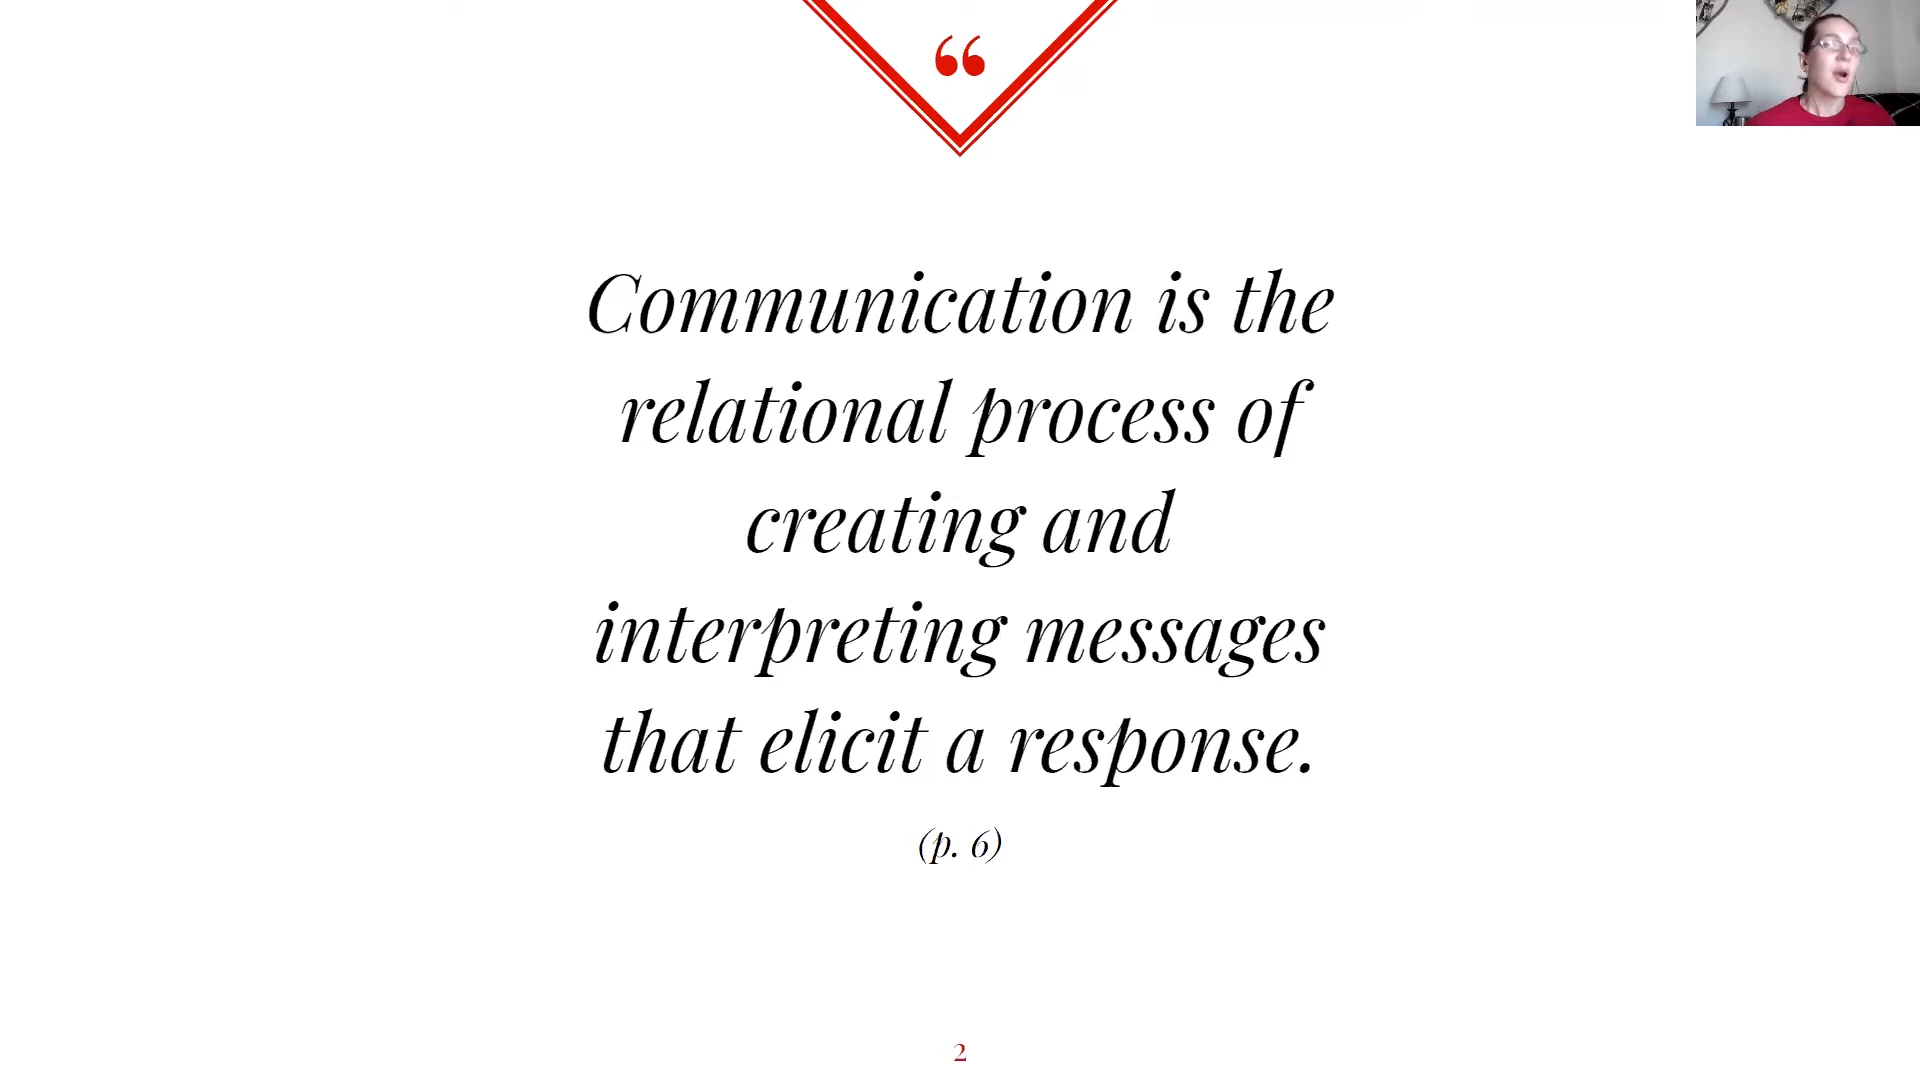 “
Communication is the
relational process of
creating and
interpreting messages
that elicit a response.
(p. 6)
2